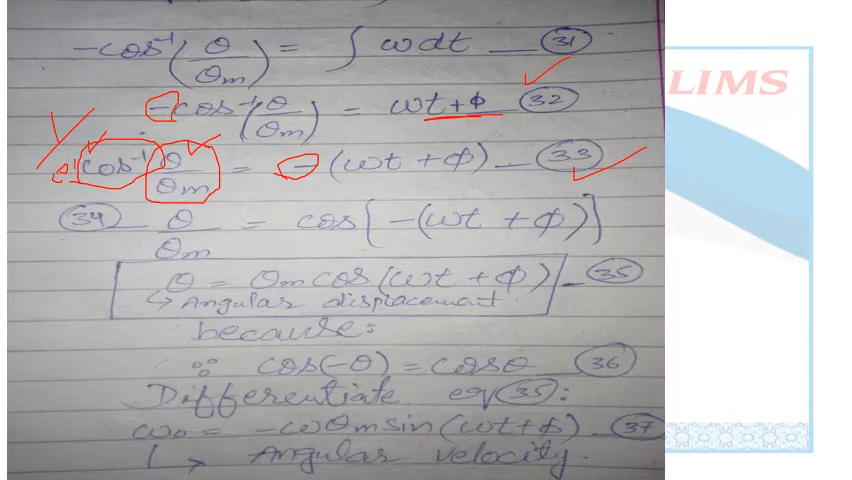 -cos⁻¹(θ/θm) = ∫ ωdt — (31)
-cos⁻¹(θ/θm) = ωt+ϕ — (32)
cos⁻¹ θ/θm = -(ωt + ϕ) — (33)
(34) θ/θm = cos{-(ωt + ϕ)}
θ = θm cos(ωt + ϕ) — (35)
↳ Angular displacement
because:
∵ cos(-θ) = cosθ (36)
Differentiate eq (35):
ω₀ = -ωθm sin(ωt+ϕ) — (37)
↳ Angular velocity.
LIMS